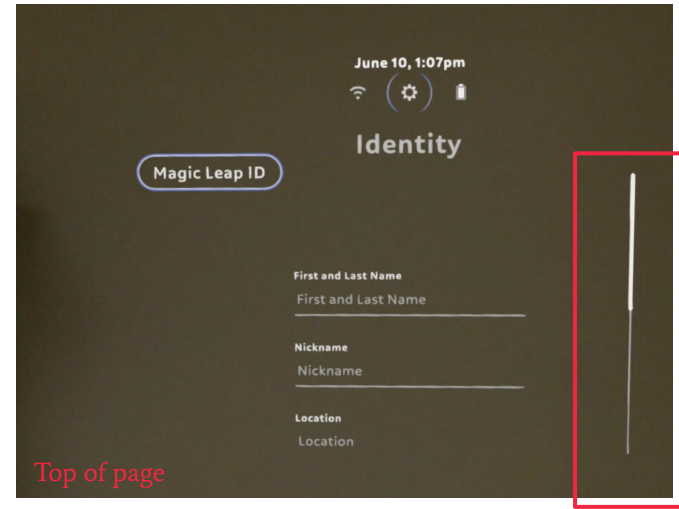 June 10, 1:07pm
Identity
Magic Leap ID
First and Last Name
First and Last Name
Nickname
Nickname
Location
Location
Top of page